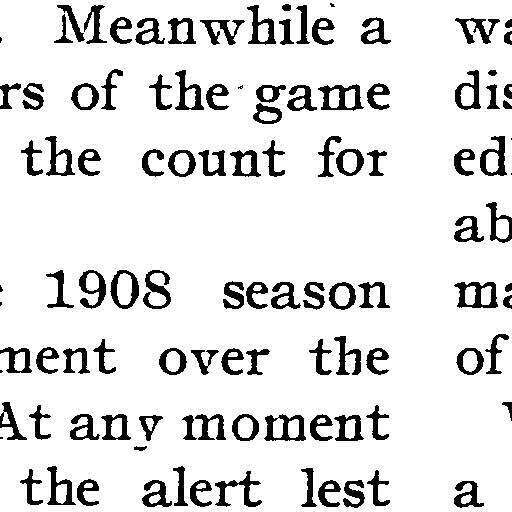 . Meanwhile a
rs of the game
the count for
1908 season
ment over the
At any moment
the alert lest
wa
dis
ed
ab
ma
of
a